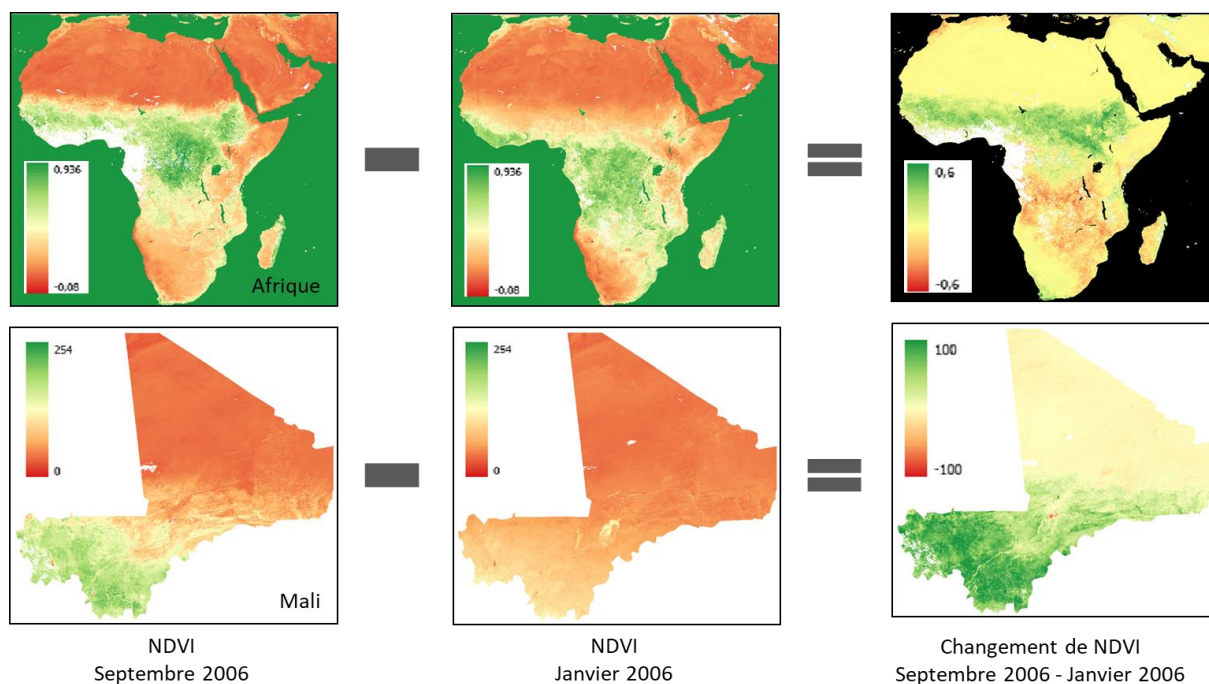 0,936
-0,08
Afrique
0,936
-0,08
0,6
-0,6
254
0
Mali
254
0
100
-100
NDVI
Septembre 2006
NDVI
Janvier 2006
Changement de NDVI
Septembre 2006 - Janvier 2006